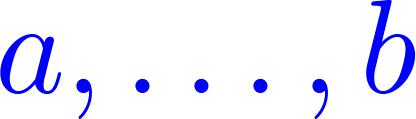 a, . . . , b